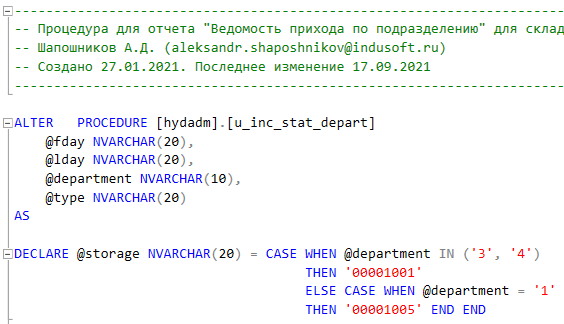 --------------------------------------------------------------------
-- Процедура для отчета "Ведомость прихода по подразделению" для склад
-- Шапошников А.Д. (aleksandr.shaposhnikov@indusoft.ru)
-- Создано 27.01.2021. Последнее изменение 17.09.2021
--------------------------------------------------------------------
ALTER   PROCEDURE [hydadm].[u_inc_stat_depart]
    @fday NVARCHAR(20),
    @lday NVARCHAR(20),
    @department NVARCHAR(10),
    @type NVARCHAR(20)
AS
DECLARE @storage NVARCHAR(20) = CASE WHEN @department IN ('3', '4')
                                     THEN '00001001'
                                     ELSE CASE WHEN @department = '1'
                                     THEN '00001005' END END